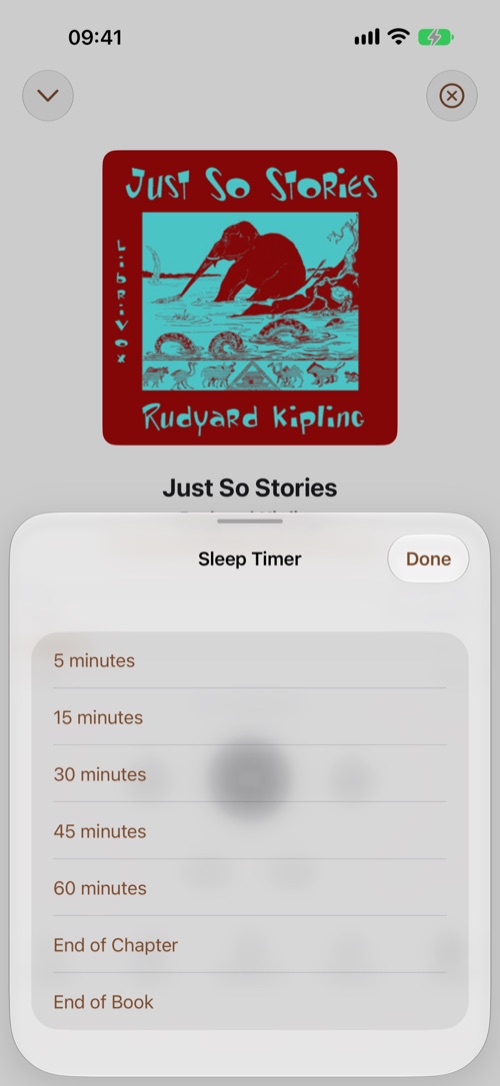 09:41
Just So Stories
LibriVox
Rudyard Kipling
Just So Stories
Sleep Timer
Done
5 minutes
15 minutes
30 minutes
45 minutes
60 minutes
End of Chapter
End of Book